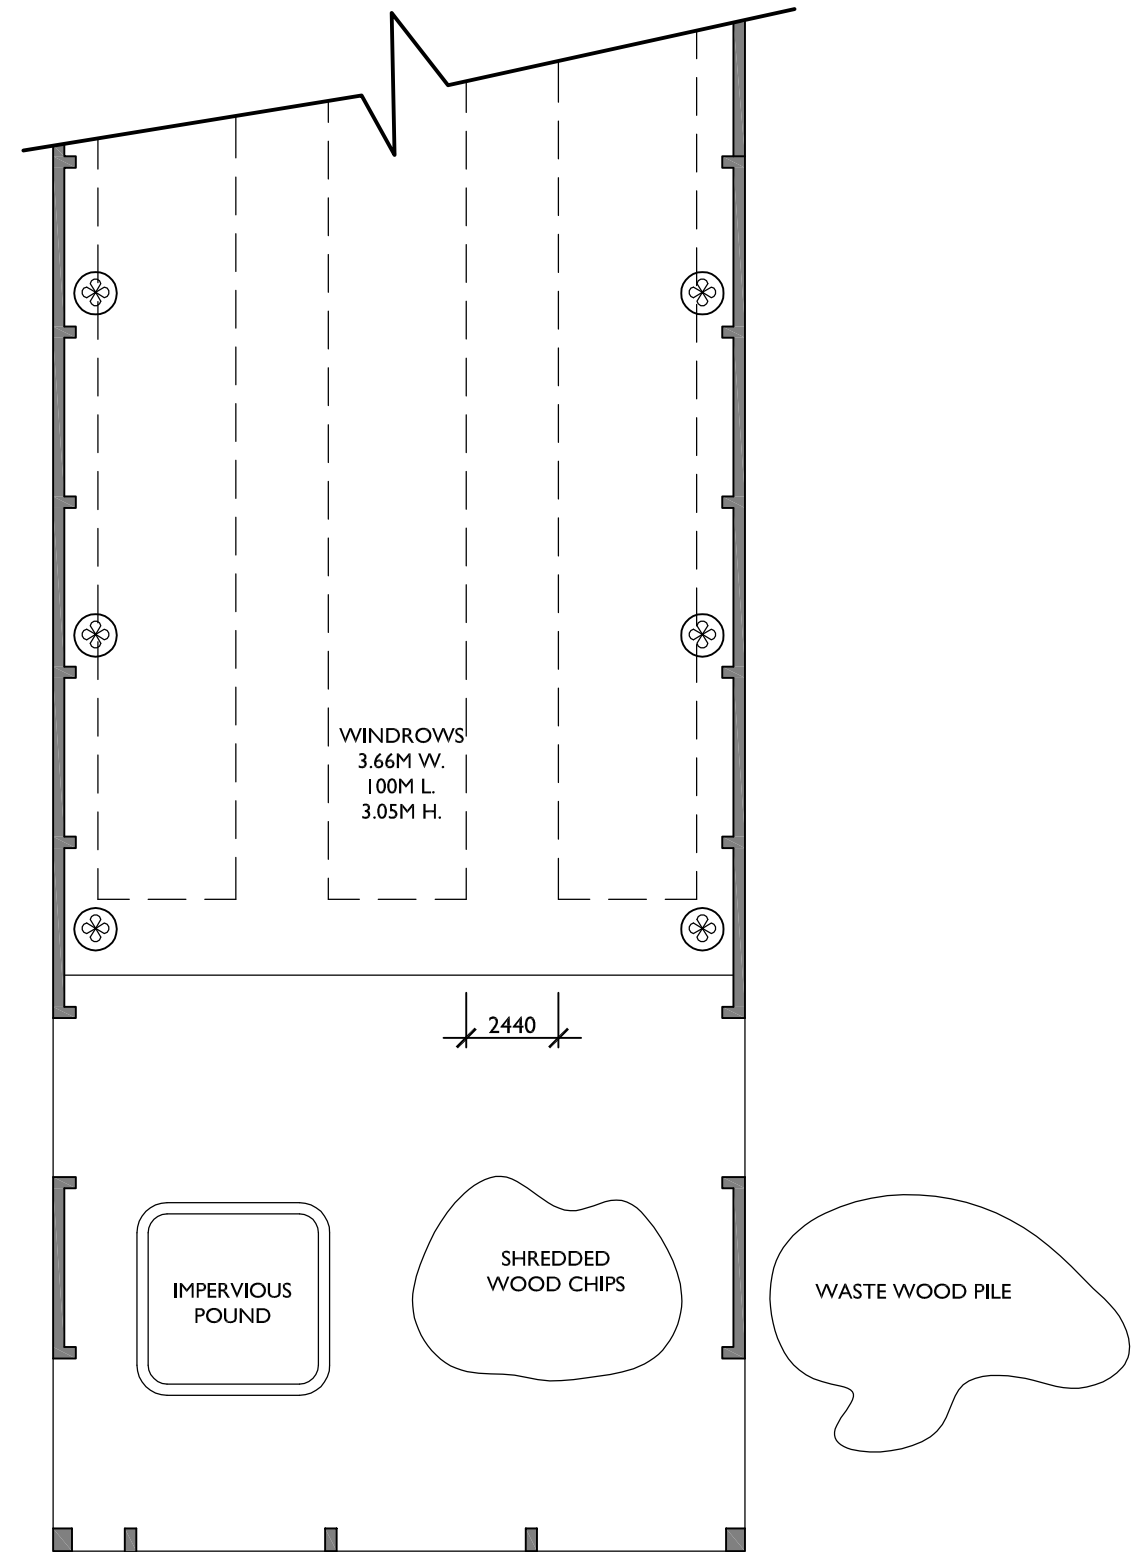 WINDROWS
3.66M W.
100M L.
3.05M H.
2440
SHREDDED
WOOD CHIPS
IMPERVIOUS
POUND
WASTE WOOD PILE